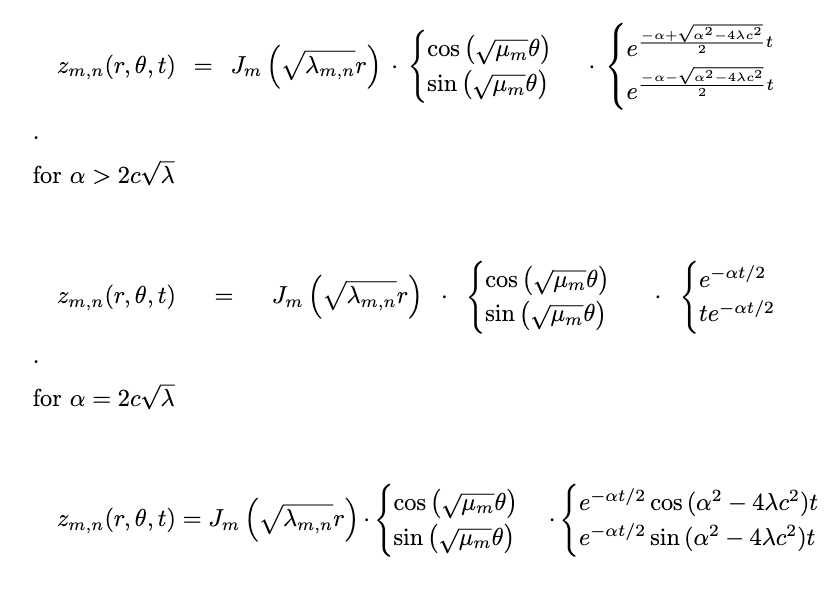 z_{m,n}(r, θ, t) = J_m (√λ_{m,n} r) · { cos (√μ_m θ) ; sin (√μ_m θ) · { e^{(-α+√(α²-4λc²))/2 t} ; e^{(-α-√(α²-4λc²))/2 t}
.
for α > 2c√λ
z_{m,n}(r, θ, t) = J_m (√λ_{m,n} r) · { cos (√μ_m θ) ; sin (√μ_m θ) · { e^{-αt/2} ; te^{-αt/2}
.
for α = 2c√λ
z_{m,n}(r, θ, t) = J_m (√λ_{m,n} r) · { cos (√μ_m θ) ; sin (√μ_m θ) · { e^{-αt/2} cos (α² − 4λc²)t ; e^{-αt/2} sin (α² − 4λc²)t